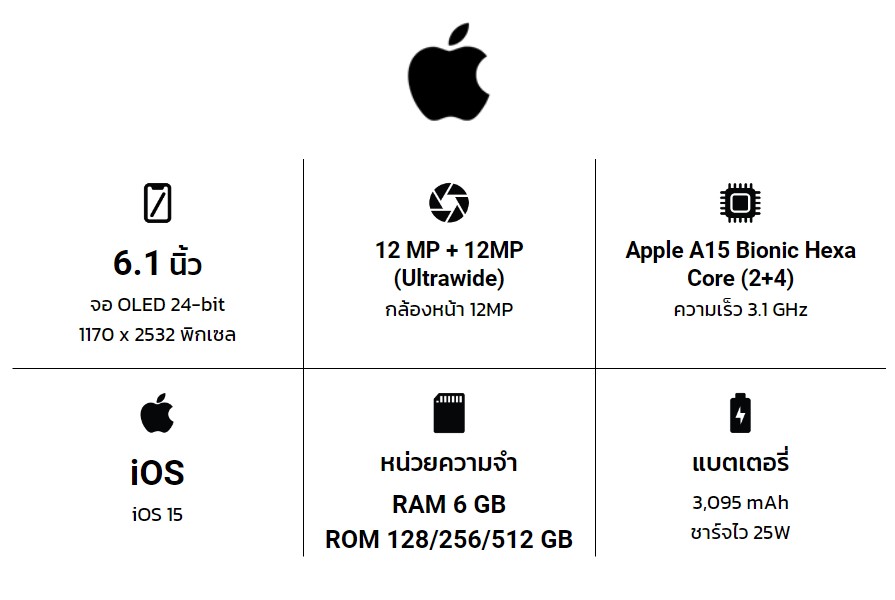 6.1 นิ้ว
จอ OLED 24-bit
1170 x 2532 พิกเซล
12 MP + 12MP
(Ultrawide)
กล้องหน้า 12MP
Apple A15 Bionic Hexa
Core (2+4)
ความเร็ว 3.1 GHz
iOS
iOS 15
หน่วยความจำ
RAM 6 GB
ROM 128/256/512 GB
แบตเตอรี่
3,095 mAh
ชาร์จไว 25W